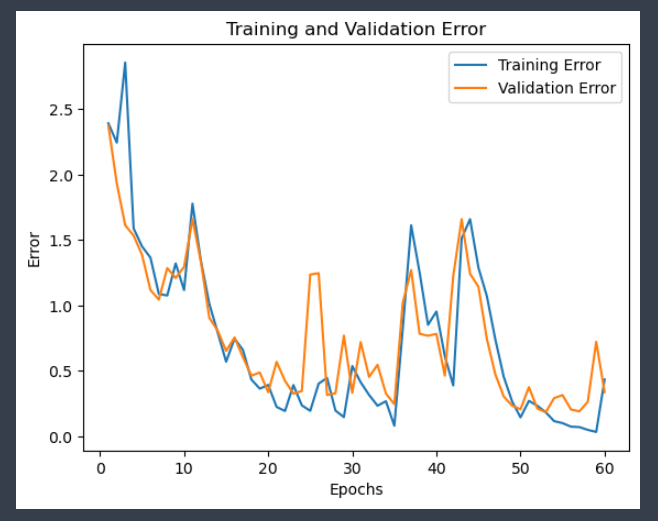 Training and Validation Error
Training Error
Validation Error
2.5
2.0
1.5
1.0
0.5
0.0
Error
0 10 20 30 40 50 60
Epochs